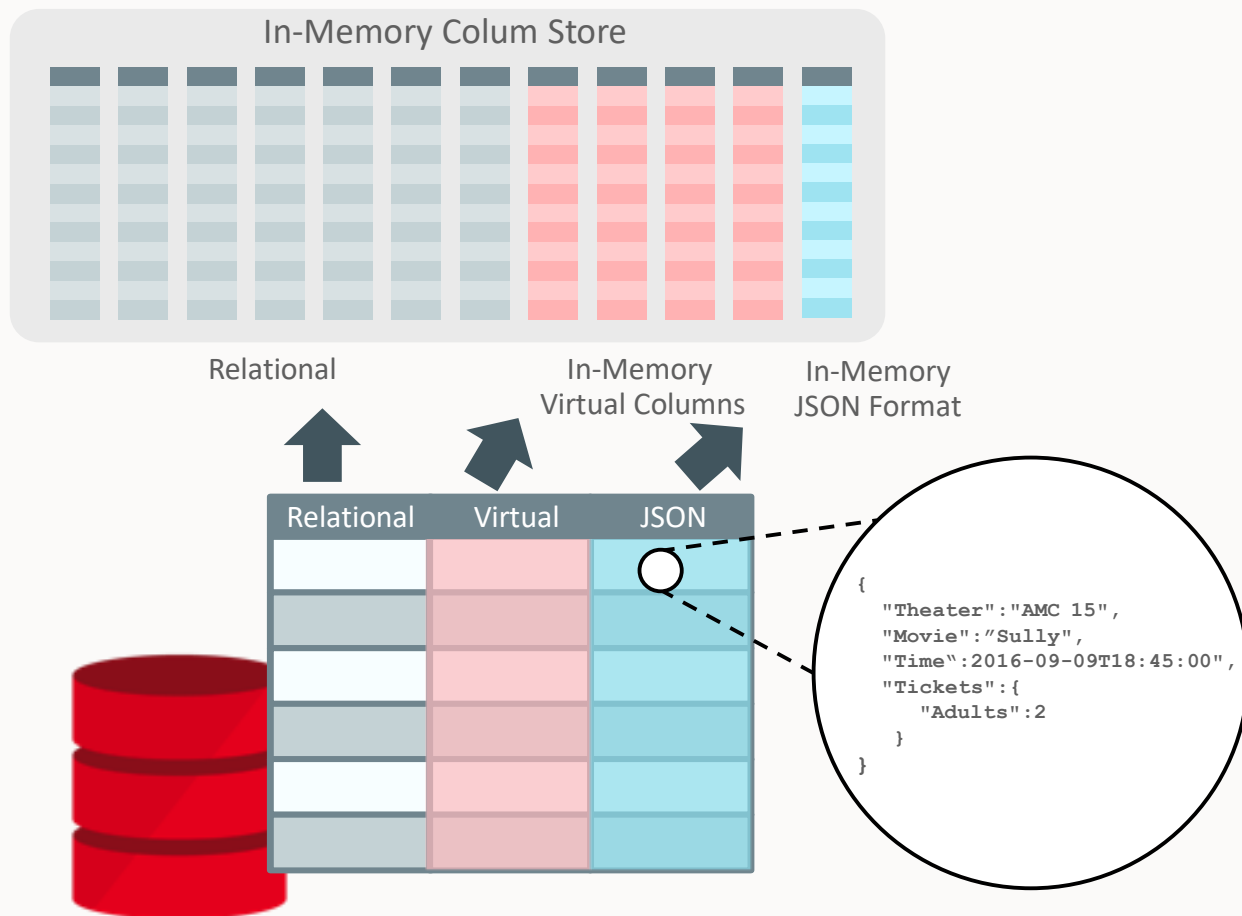 In-Memory Colum Store
Relational
In-Memory
Virtual Columns
In-Memory
JSON Format
Relational
Virtual
JSON
{
"Theater":"AMC 15",
"Movie":”Sully",
"Time‟:2016-09-09T18:45:00",
"Tickets":{
"Adults":2
}
}